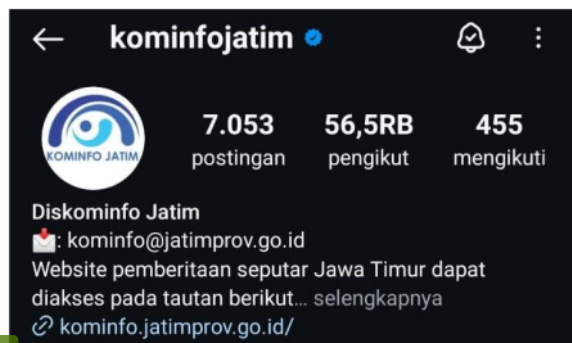 kominfojatim
KOMINFO JATIM
7.053 56,5RB 455
postingan pengikut mengikuti
Diskominfo Jatim
📩: kominfo@jatimprov.go.id
Website pemberitaan seputar Jawa Timur dapat
diakses pada tautan berikut... selengkapnya
kominfo.jatimprov.go.id/